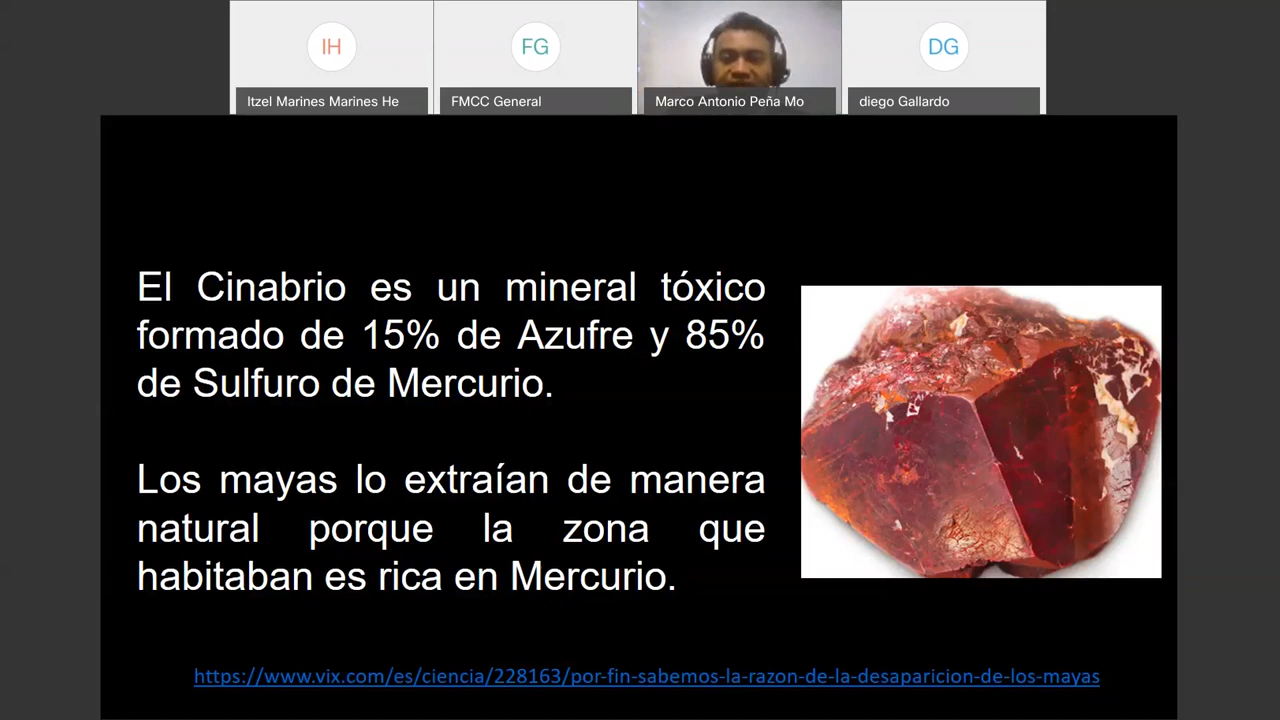 IH
FG
DG
Itzel Marines Marines He
FMCC General
Marco Antonio Peña Mo
diego Gallardo
El Cinabrio es un mineral tóxico
formado de 15% de Azufre y 85%
de Sulfuro de Mercurio.
Los mayas lo extraían de manera
natural porque la zona que
habitaban es rica en Mercurio.
https://www.vix.com/es/ciencia/228163/por-fin-sabemos-la-razon-de-la-desaparicion-de-los-mayas